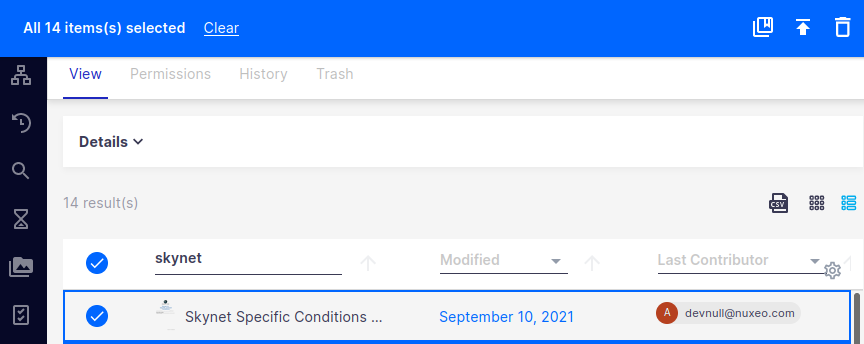 All 14 items(s) selected Clear
View Permissions History Trash
Details
14 result(s)
CSV
skynet Modified Last Contributor
Skynet Specific Conditions ... September 10, 2021 A devnull@nuxeo.com